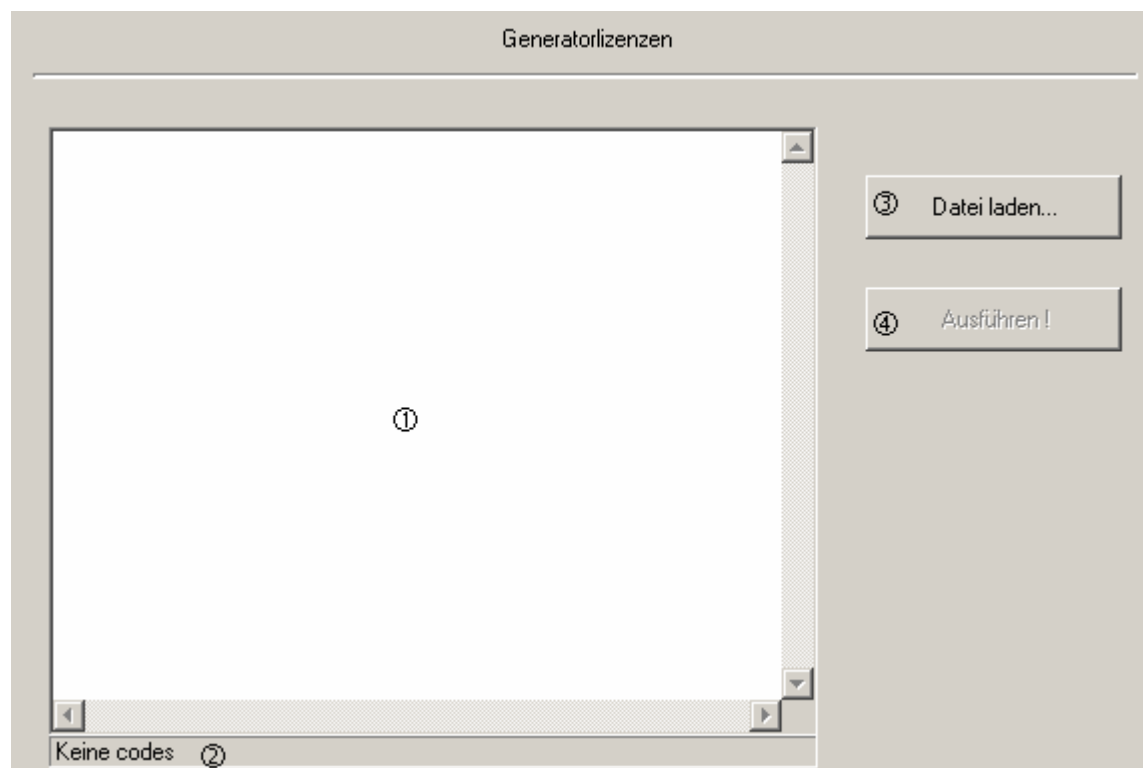 Generatorlizenzen
③ Datei laden...
④ Ausführen !
①
Keine codes ②